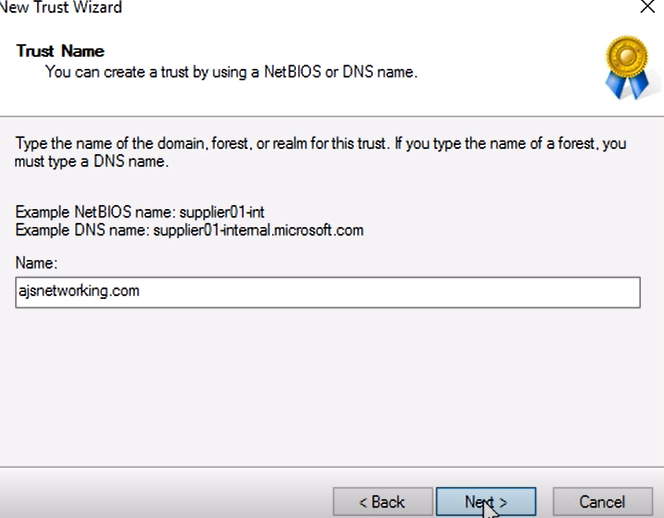 New Trust Wizard
Trust Name
You can create a trust by using a NetBIOS or DNS name.
Type the name of the domain, forest, or realm for this trust. If you type the name of a forest, you
must type a DNS name.
Example NetBIOS name: supplier01-int
Example DNS name: supplier01-internal.microsoft.com
Name:
ajsnetworking.com
< Back
Next >
Cancel